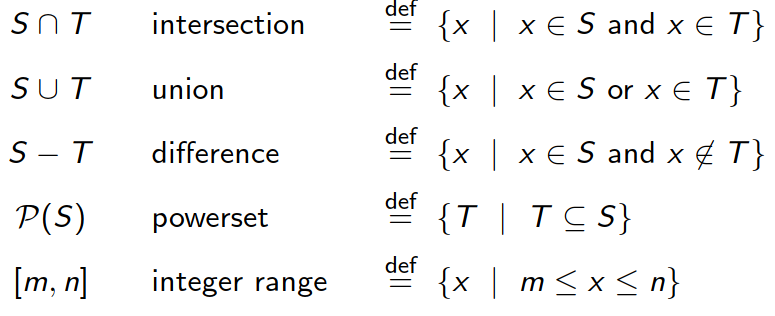 S ∩ T intersection def= {x | x ∈ S and x ∈ T}
S ∪ T union def= {x | x ∈ S or x ∈ T}
S − T difference def= {x | x ∈ S and x ∉ T}
𝒫(S) powerset def= {T | T ⊆ S}
[m, n] integer range def= {x | m ≤ x ≤ n}